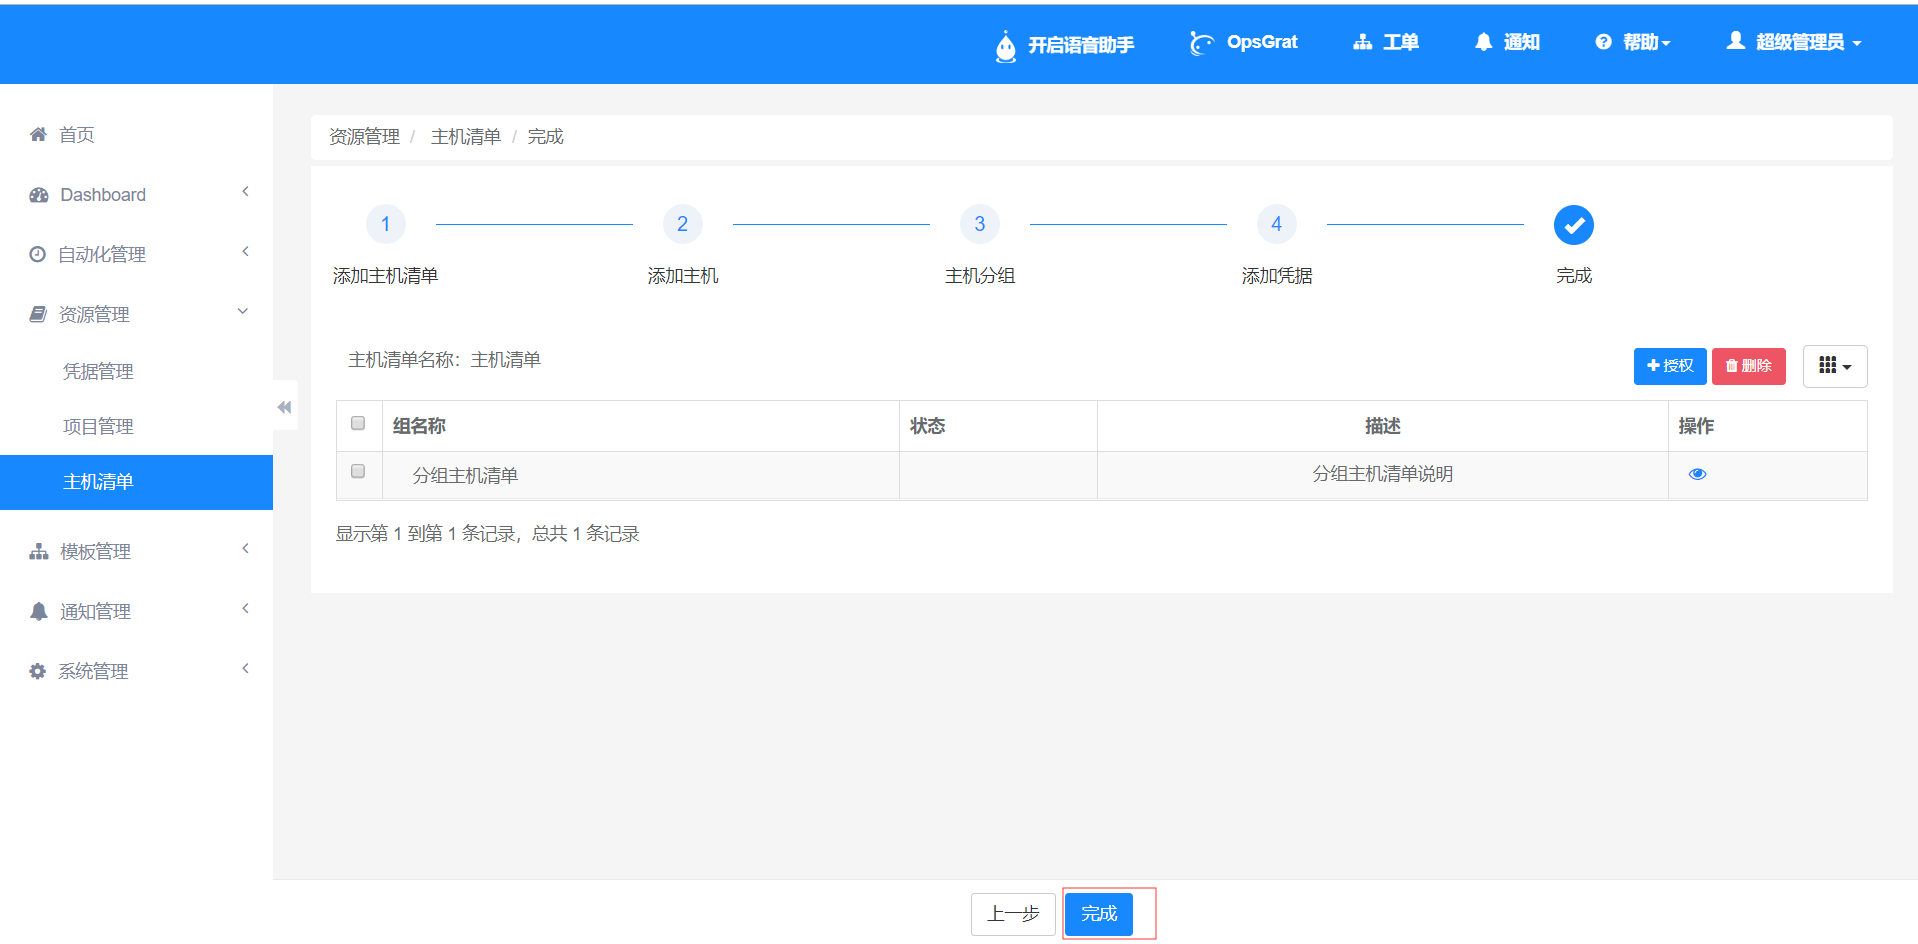 开启语音助手 OpsGrat 工单 通知 帮助 超级管理员
首页
Dashboard
自动化管理
资源管理
凭据管理
项目管理
主机清单
模板管理
通知管理
系统管理
资源管理 / 主机清单 / 完成
1 2 3 4
添加主机清单 添加主机 主机分组 添加凭据 完成
主机清单名称：主机清单
授权 删除
组名称 状态 描述 操作
分组主机清单 分组主机清单说明
显示第 1 到第 1 条记录，总共 1 条记录
上一步 完成